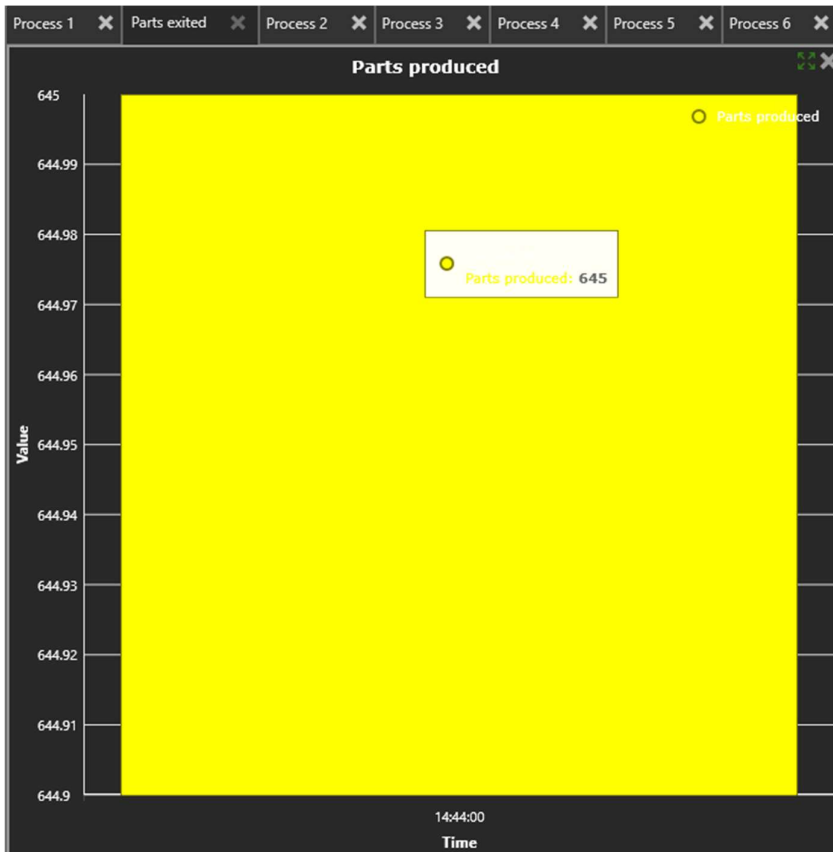 Process 1 Parts exited Process 2 Process 3 Process 4 Process 5 Process 6
Parts produced
Parts produced
645
644.99
644.98
644.97
644.96
644.95
644.94
644.93
644.92
644.91
644.9
Parts produced: 645
Value
14:44:00
Time